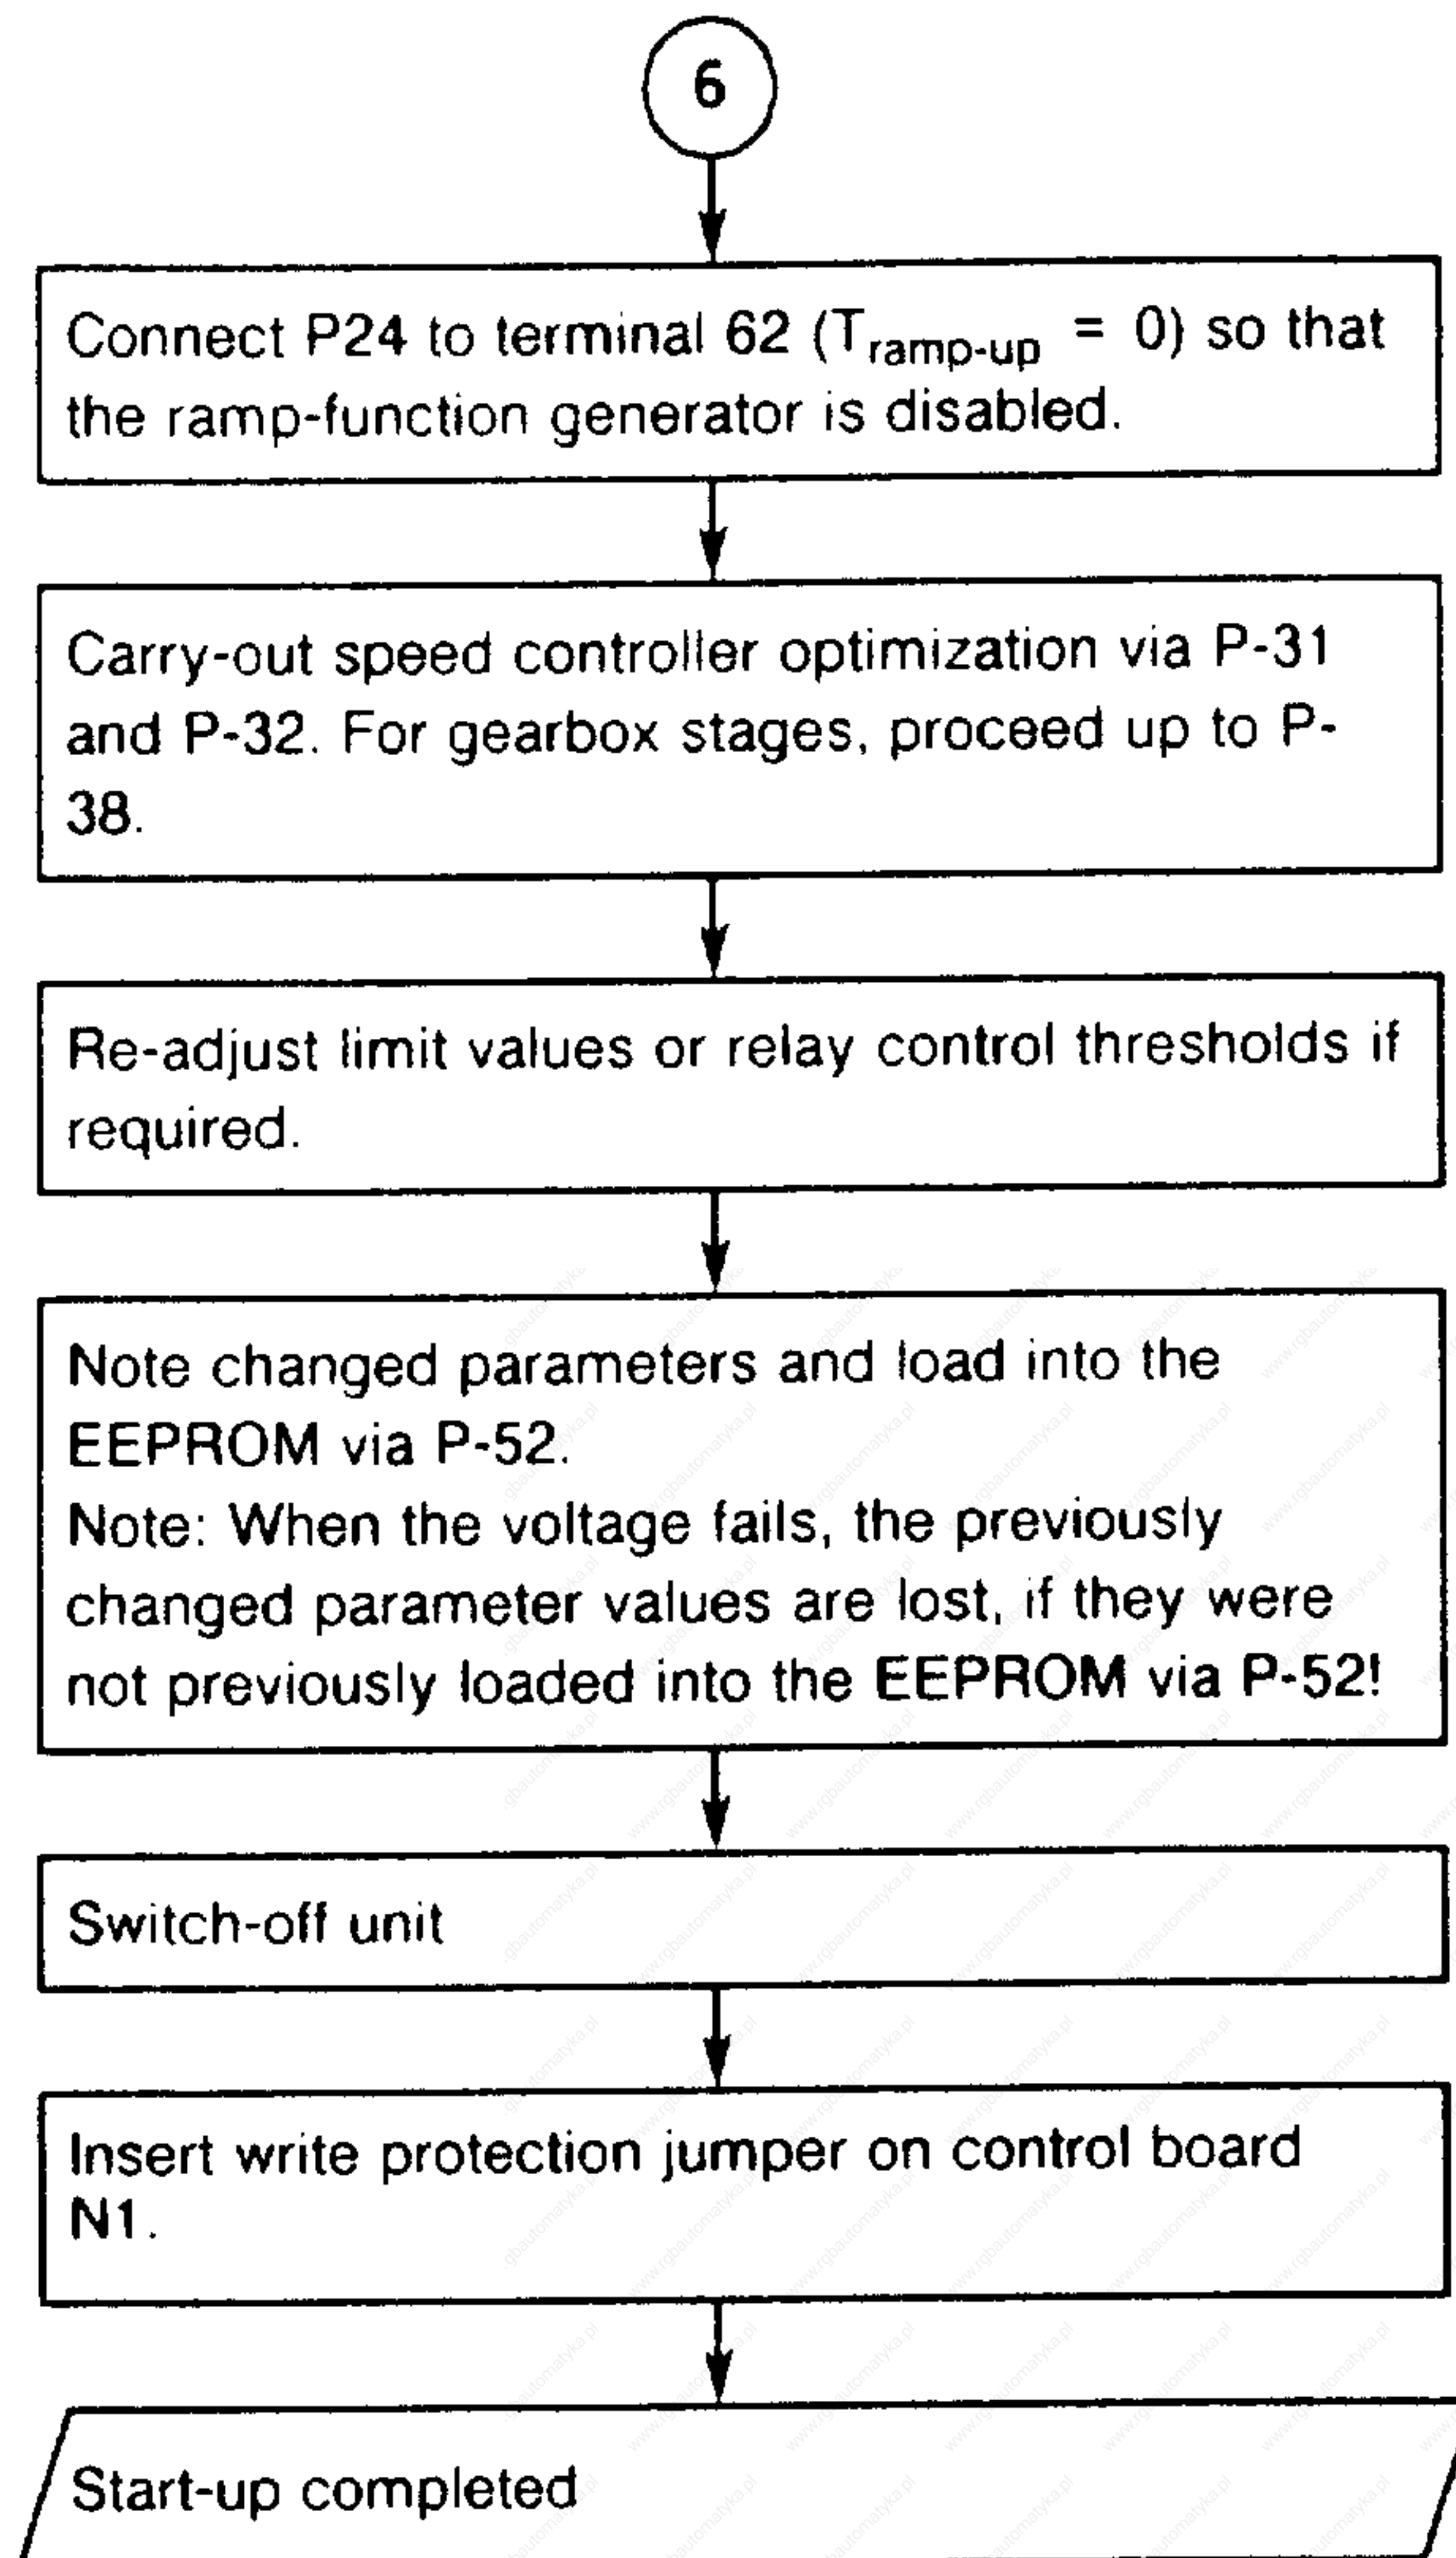 6
Connect P24 to terminal 62 (Tramp-up = 0) so that
the ramp-function generator is disabled.
Carry-out speed controller optimization via P-31
and P-32. For gearbox stages, proceed up to P-
38.
Re-adjust limit values or relay control thresholds if
required.
Note changed parameters and load into the
EEPROM via P-52.
Note: When the voltage fails, the previously
changed parameter values are lost, if they were
not previously loaded into the EEPROM via P-52!
Switch-off unit
Insert write protection jumper on control board
N1.
Start-up completed
www.rgbautomatyka.pl